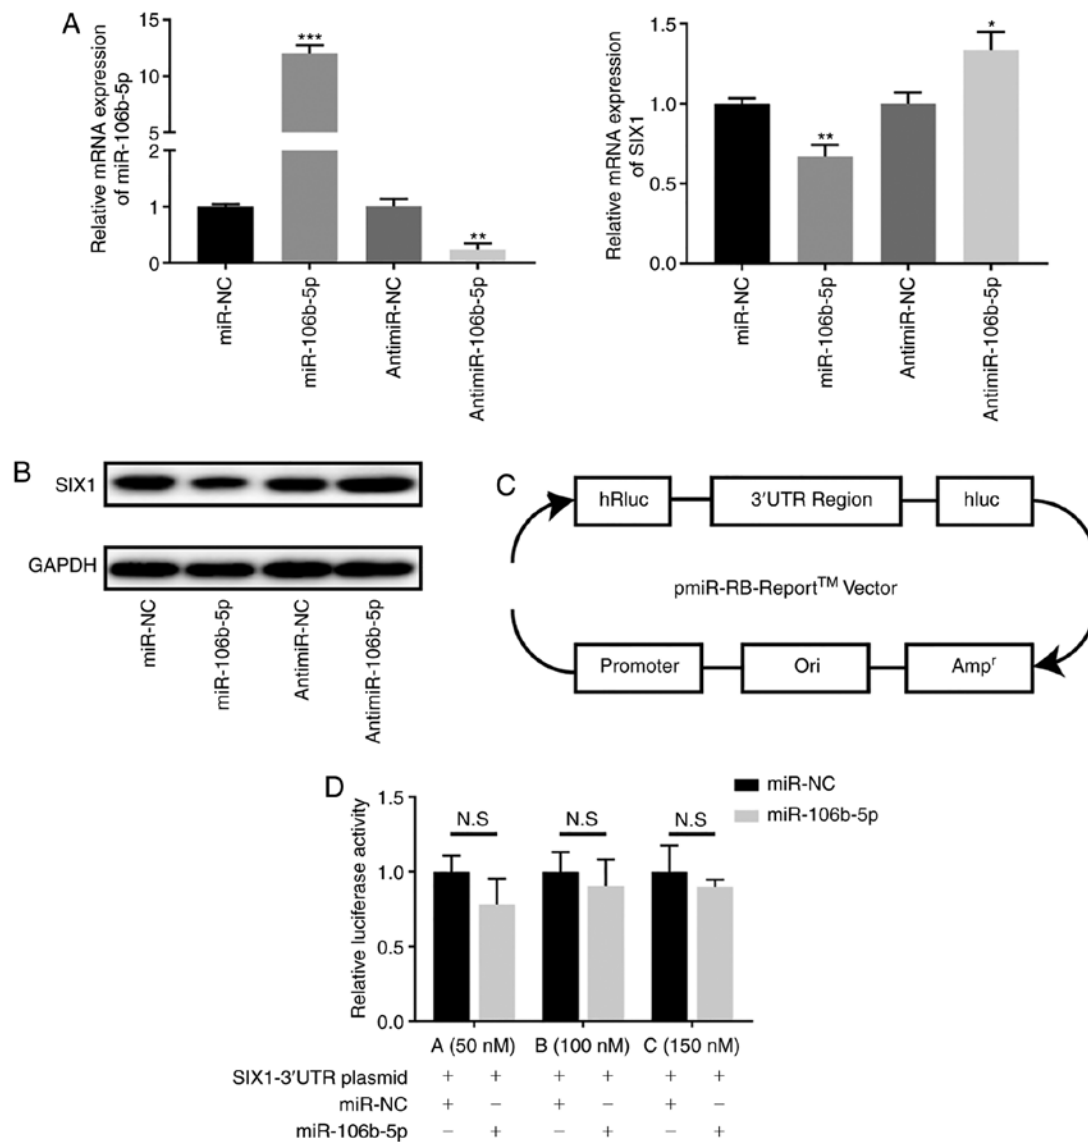 A
Relative mRNA expression
of miR-106b-5p
15
10
5
2
1
0
***
**
miR-NC
miR-106b-5p
AntimiR-NC
AntimiR-106b-5p
Relative mRNA expression
of SIX1
1.5
1.0
0.5
0.0
**
*
miR-NC
miR-106b-5p
AntimiR-NC
AntimiR-106b-5p
B
SIX1
GAPDH
miR-NC
miR-106b-5p
AntimiR-NC
AntimiR-106b-5p
C
hRluc
3'UTR Region
hluc
pmiR-RB-Report™ Vector
Promoter
Ori
Ampʳ
D
miR-NC
miR-106b-5p
Relative luciferase activity
1.5
1.0
0.5
0.0
N.S N.S N.S
A (50 nM) B (100 nM) C (150 nM)
SIX1-3'UTR plasmid + + + + + +
miR-NC + − + − + −
miR-106b-5p − + − + − +